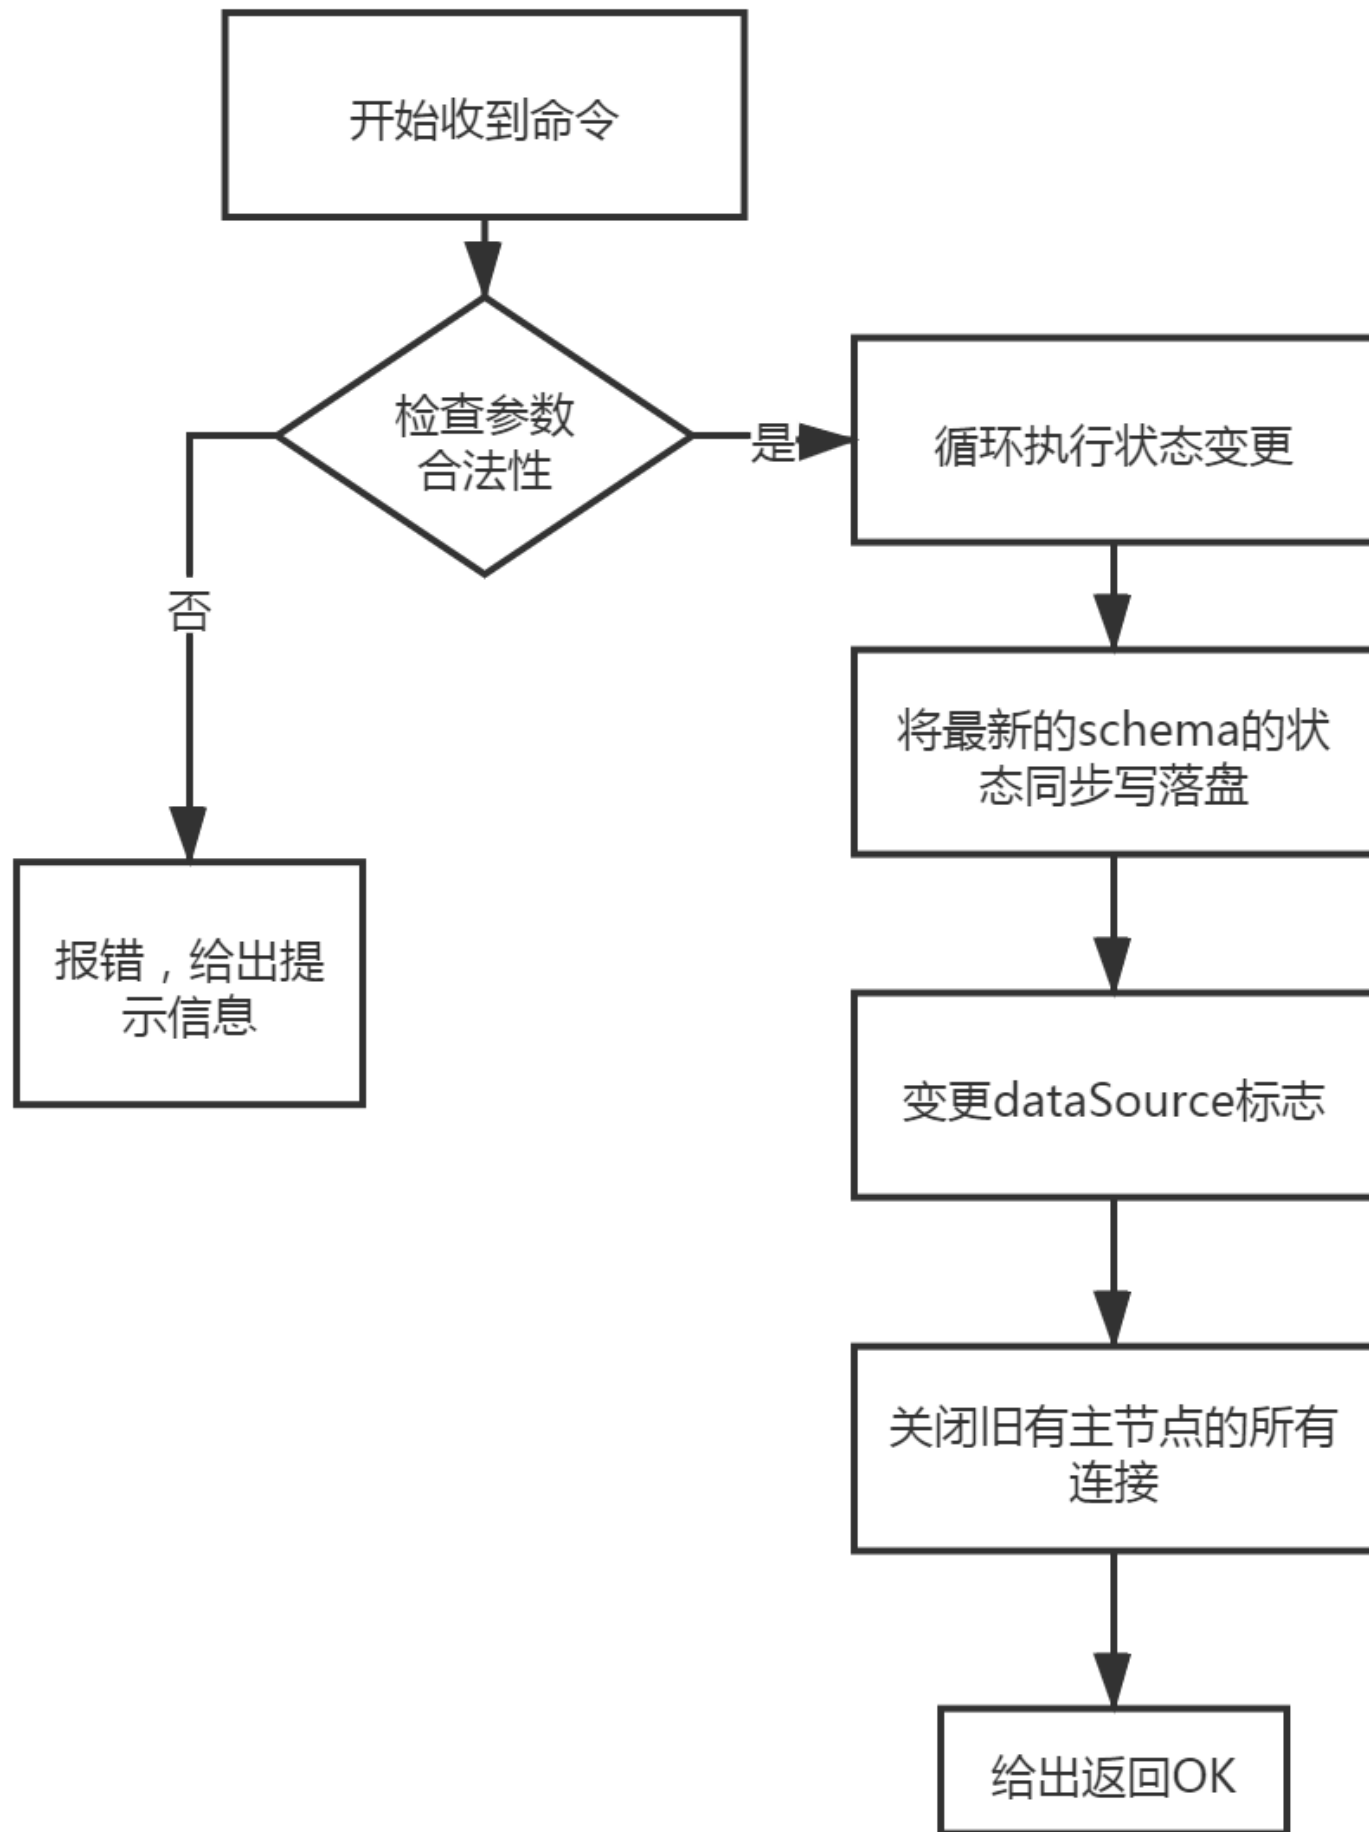 开始收到命令
检查参数
合法性
是
循环执行状态变更
否
将最新的schema的状
态同步写落盘
报错，给出提
示信息
变更dataSource标志
关闭旧有主节点的所有
连接
给出返回OK